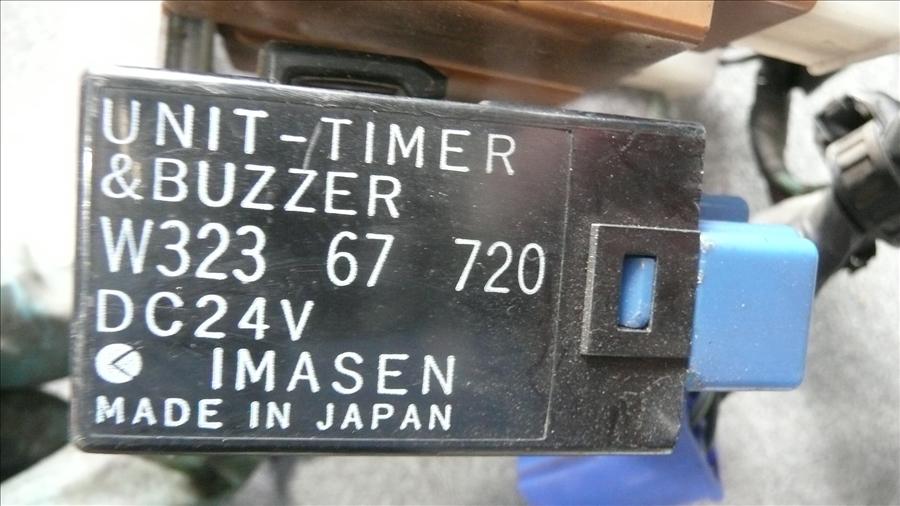 UNIT-TIMER
&BUZZER
W323 67 720
DC24V
IMASEN
MADE IN JAPAN